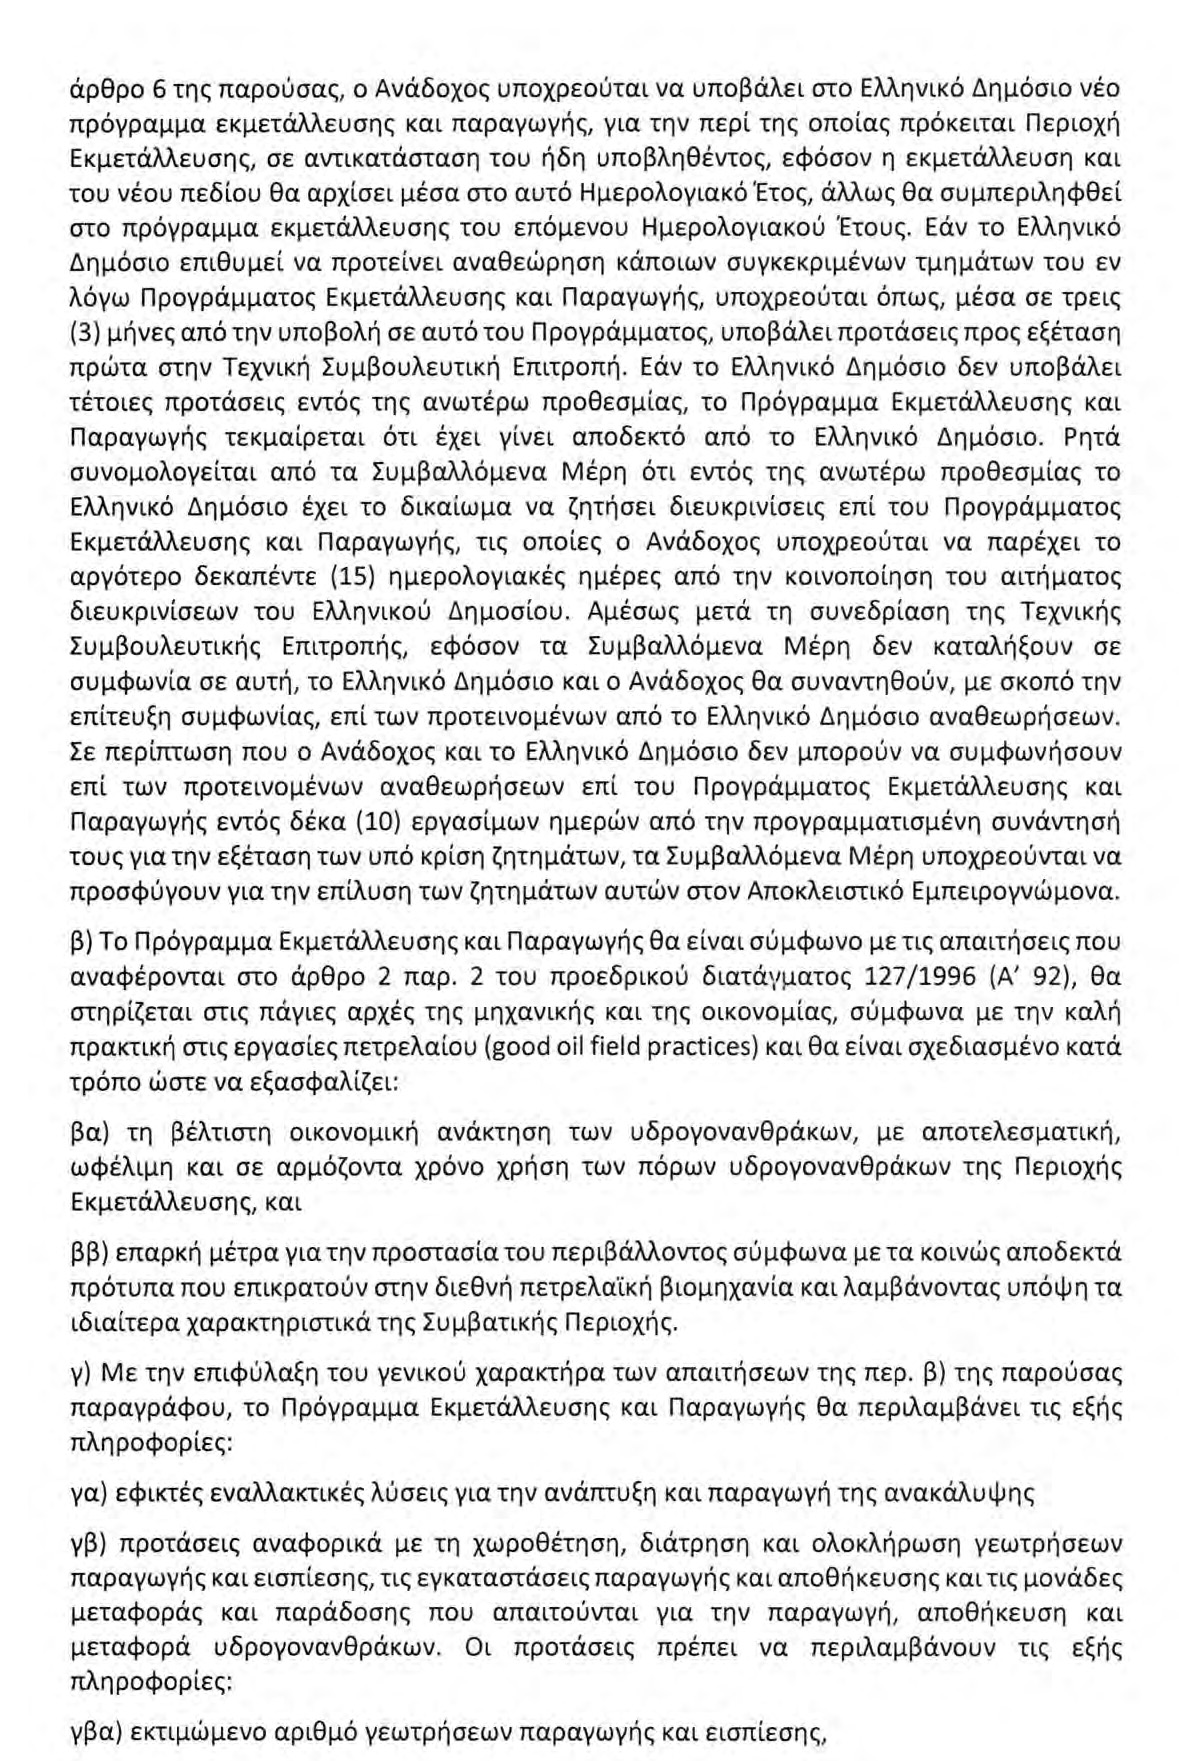 άρθρο 6 της παρούσας, ο Ανάδοχος υποχρεούται να υποβάλει στο Ελληνικό Δημόσιο νέο
πρόγραμμα εκμετάλλευσης και παραγωγής, για την περί της οποίας πρόκειται Περιοχή
Εκμετάλλευσης, σε αντικατάσταση του ήδη υποβληθέντος, εφόσον η εκμετάλλευση και
του νέου πεδίου θα αρχίσει μέσα στο αυτό Ημερολογιακό Έτος, άλλως θα συμπεριληφθεί
στο πρόγραμμα εκμετάλλευσης του επόμενου Ημερολογιακού Έτους. Εάν το Ελληνικό
Δημόσιο επιθυμεί να προτείνει αναθεώρηση κάποιων συγκεκριμένων τμημάτων του εν
λόγω Προγράμματος Εκμετάλλευσης και Παραγωγής, υποχρεούται όπως, μέσα σε τρεις
(3) μήνες από την υποβολή σε αυτό του Προγράμματος, υποβάλει προτάσεις προς εξέταση
πρώτα στην Τεχνική Συμβουλευτική Επιτροπή. Εάν το Ελληνικό Δημόσιο δεν υποβάλει
τέτοιες προτάσεις εντός της ανωτέρω προθεσμίας, το Πρόγραμμα Εκμετάλλευσης και
Παραγωγής τεκμαίρεται ότι έχει γίνει αποδεκτό από το Ελληνικό Δημόσιο. Ρητά
συνομολογείται από τα Συμβαλλόμενα Μέρη ότι εντός της ανωτέρω προθεσμίας το
Ελληνικό Δημόσιο έχει το δικαίωμα να ζητήσει διευκρινίσεις επί του Προγράμματος
Εκμετάλλευσης και Παραγωγής, τις οποίες ο Ανάδοχος υποχρεούται να παρέχει το
αργότερο δεκαπέντε (15) ημερολογιακές ημέρες από την κοινοποίηση του αιτήματος
διευκρινίσεων του Ελληνικού Δημοσίου. Αμέσως μετά τη συνεδρίαση της Τεχνικής
Συμβουλευτικής Επιτροπής, εφόσον τα Συμβαλλόμενα Μέρη δεν καταλήξουν σε
συμφωνία σε αυτή, το Ελληνικό Δημόσιο και ο Ανάδοχος θα συναντηθούν, με σκοπό την
επίτευξη συμφωνίας, επί των προτεινομένων από το Ελληνικό Δημόσιο αναθεωρήσεων.
Σε περίπτωση που ο Ανάδοχος και το Ελληνικό Δημόσιο δεν μπορούν να συμφωνήσουν
επί των προτεινομένων αναθεωρήσεων επί του Προγράμματος Εκμετάλλευσης και
Παραγωγής εντός δέκα (10) εργασίμων ημερών από την προγραμματισμένη συνάντησή
τους για την εξέταση των υπό κρίση ζητημάτων, τα Συμβαλλόμενα Μέρη υποχρεούνται να
προσφύγουν για την επίλυση των ζητημάτων αυτών στον Αποκλειστικό Εμπειρογνώμονα.
β) Το Πρόγραμμα Εκμετάλλευσης και Παραγωγής θα είναι σύμφωνο με τις απαιτήσεις που
αναφέρονται στο άρθρο 2 παρ. 2 του προεδρικού διατάγματος 127/1996 (Α’ 92), θα
στηρίζεται στις πάγιες αρχές της μηχανικής και της οικονομίας, σύμφωνα με την καλή
πρακτική στις εργασίες πετρελαίου (good oil field practices) και θα είναι σχεδιασμένο κατά
τρόπο ώστε να εξασφαλίζει:
βα) τη βέλτιστη οικονομική ανάκτηση των υδρογονανθράκων, με αποτελεσματική,
ωφέλιμη και σε αρμόζοντα χρόνο χρήση των πόρων υδρογονανθράκων της Περιοχής
Εκμετάλλευσης, και
ββ) επαρκή μέτρα για την προστασία του περιβάλλοντος σύμφωνα με τα κοινώς αποδεκτά
πρότυπα που επικρατούν στην διεθνή πετρελαϊκή βιομηχανία και λαμβάνοντας υπόψη τα
ιδιαίτερα χαρακτηριστικά της Συμβατικής Περιοχής.
γ) Με την επιφύλαξη του γενικού χαρακτήρα των απαιτήσεων της περ. β) της παρούσας
παραγράφου, το Πρόγραμμα Εκμετάλλευσης και Παραγωγής θα περιλαμβάνει τις εξής
πληροφορίες:
γα) εφικτές εναλλακτικές λύσεις για την ανάπτυξη και παραγωγή της ανακάλυψης
γβ) προτάσεις αναφορικά με τη χωροθέτηση, διάτρηση και ολοκλήρωση γεωτρήσεων
παραγωγής και εισπίεσης, τις εγκαταστάσεις παραγωγής και αποθήκευσης και τις μονάδες
μεταφοράς και παράδοσης που απαιτούνται για την παραγωγή, αποθήκευση και
μεταφορά υδρογονανθράκων. Οι προτάσεις πρέπει να περιλαμβάνουν τις εξής
πληροφορίες:
γβα) εκτιμώμενο αριθμό γεωτρήσεων παραγωγής και εισπίεσης,